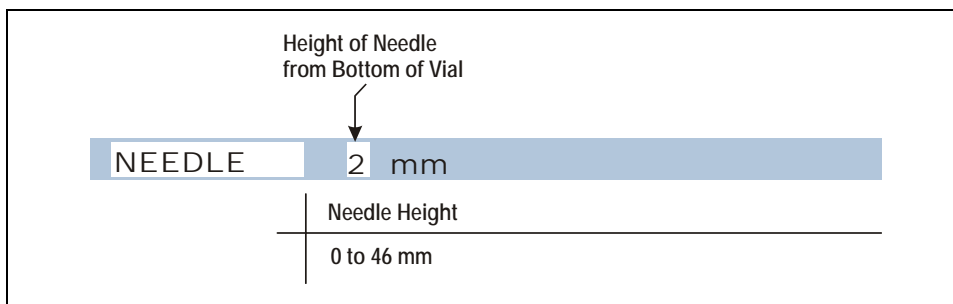 Height of Needle
from Bottom of Vial
NEEDLE 2 mm
Needle Height
0 to 46 mm